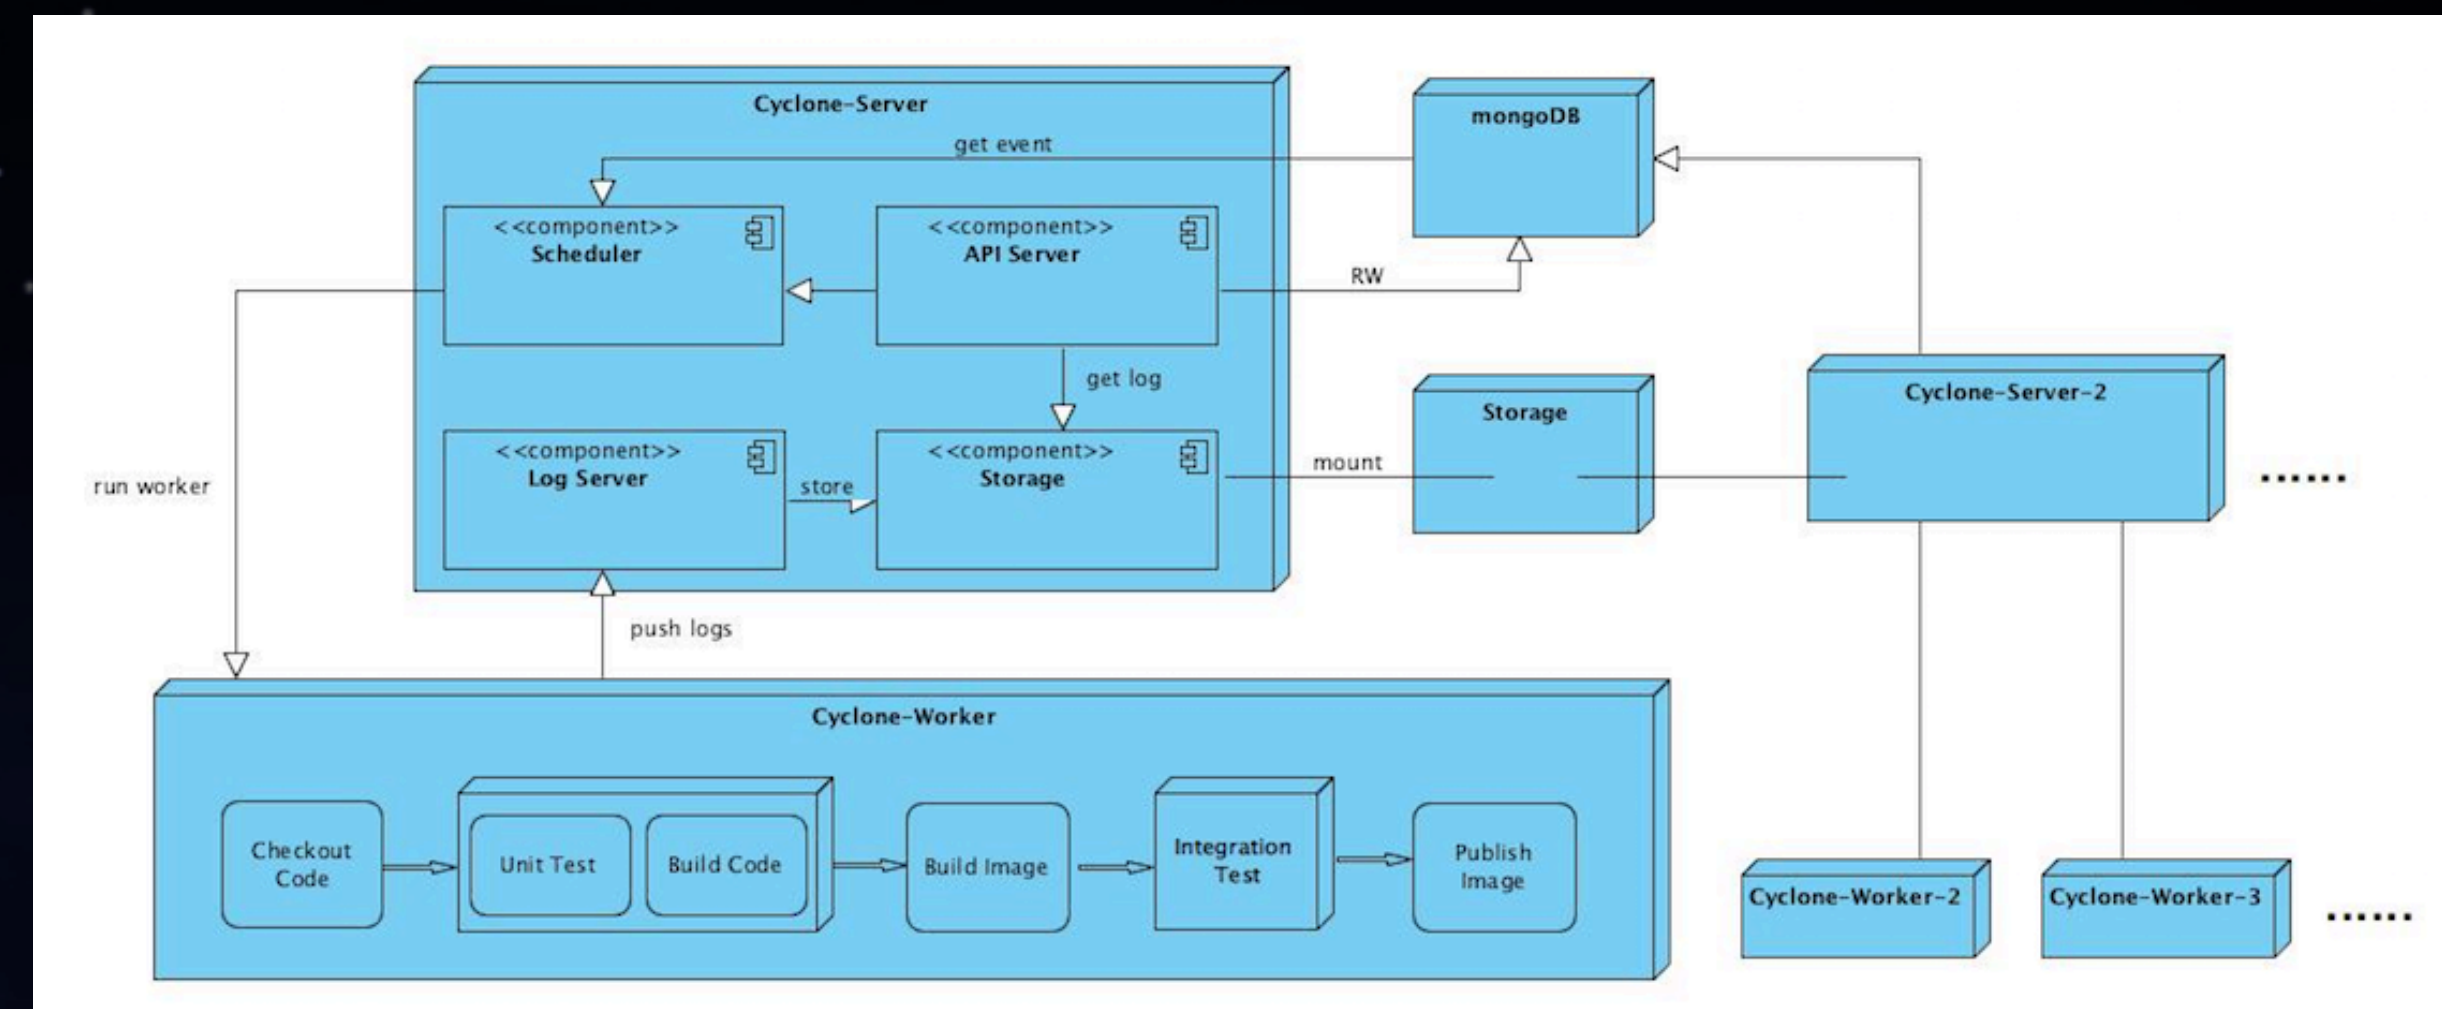 Cyclone-Server
mongoDB
get event
<<component>>
Scheduler
<<component>>
API Server
RW
get log
Cyclone-Server-2
Storage
<<component>>
Log Server
store
<<component>>
Storage
mount
run worker
......
push logs
Cyclone-Worker
Checkout
Code
Unit Test
Build Code
Build Image
Integration
Test
Publish
Image
Cyclone-Worker-2
Cyclone-Worker-3
......